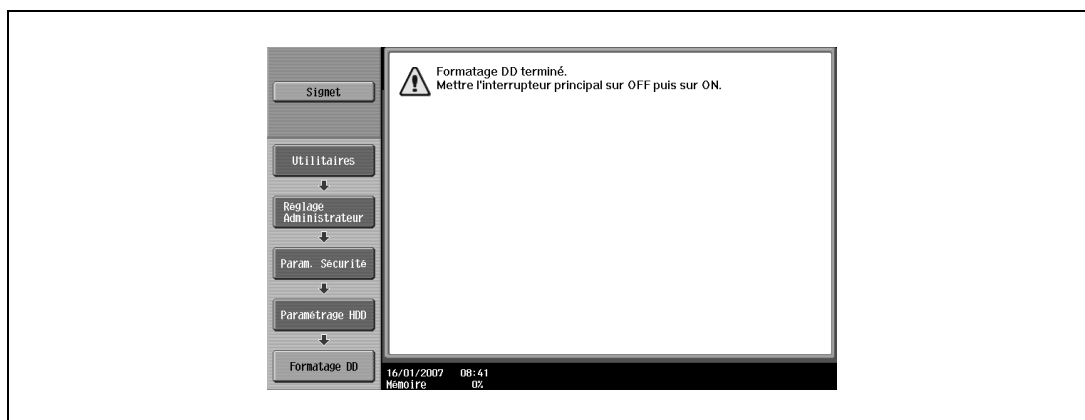 Signet
Utilitaires
Réglage
Administrateur
Param. Sécurité
Paramétrage HDD
Formatage DD
Formatage DD terminé.
Mettre l'interrupteur principal sur OFF puis sur ON.
16/01/2007 08:41
Mémoire 0%